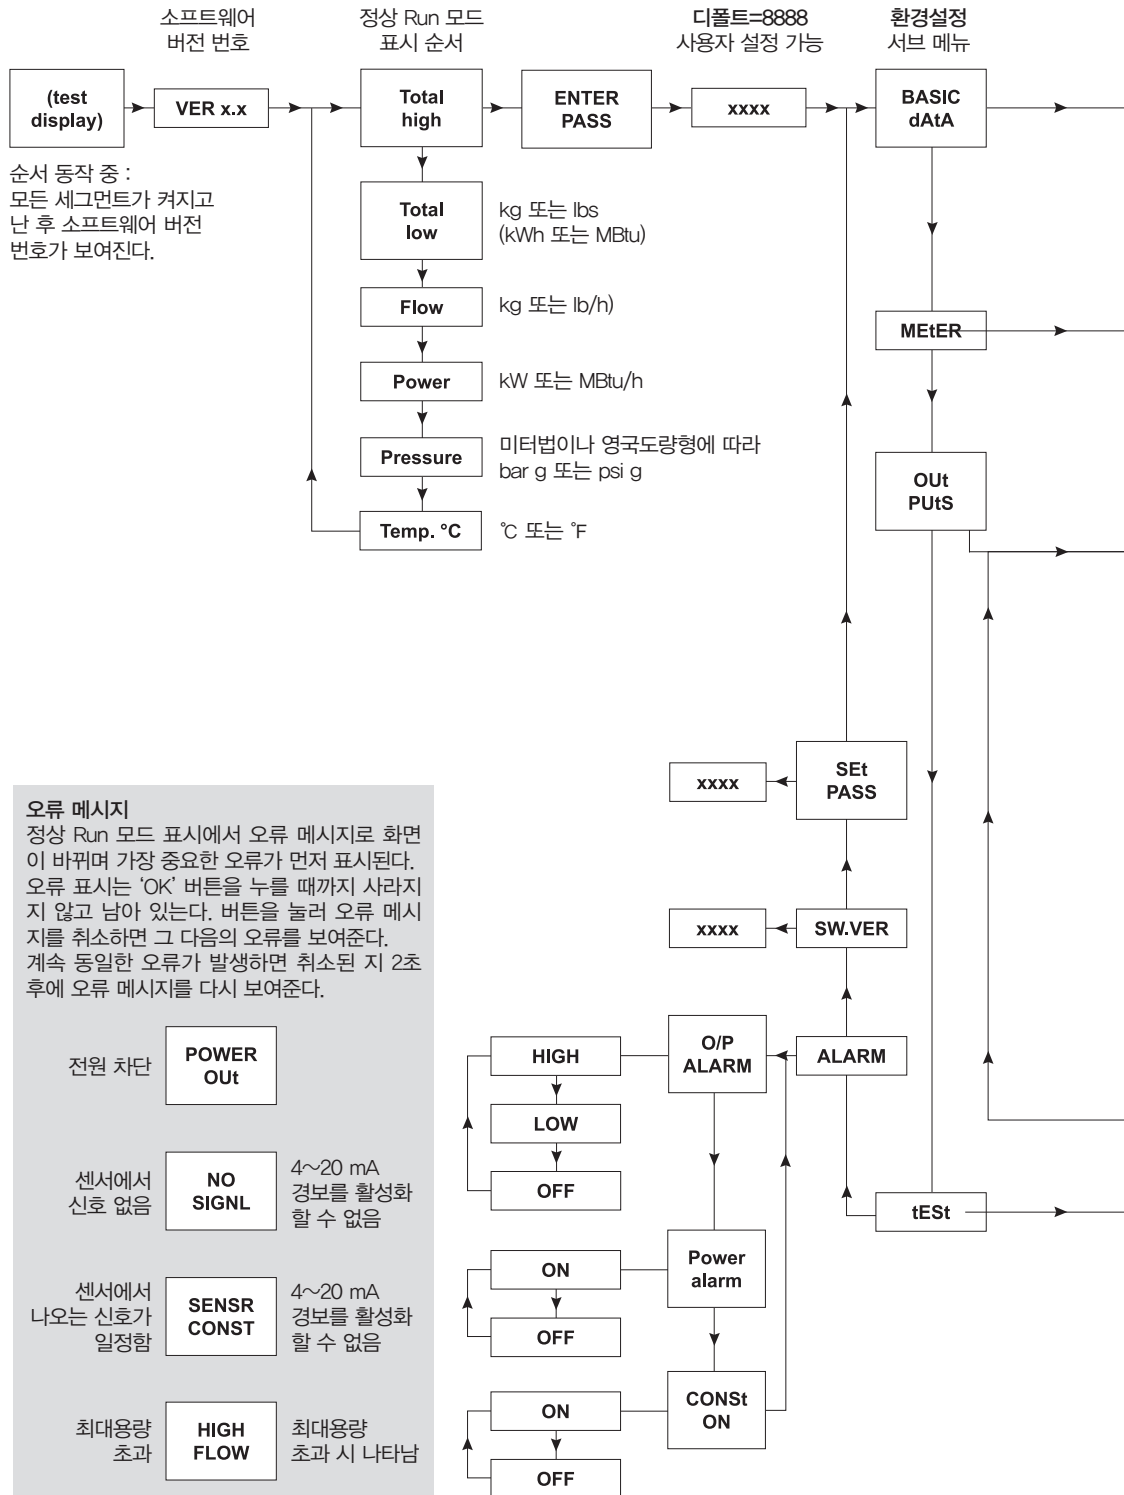 소프트웨어
버전 번호
정상 Run 모드
표시 순서
디폴트=8888
사용자 설정 가능
환경설정
서브 메뉴
(test
display)
VER x.x
Total
high
ENTER
PASS
xxxx
BASIC
dAtA
순서 동작 중 :
모든 세그먼트가 켜지고
난 후 소프트웨어 버전
번호가 보여진다.
Total
low
kg 또는 lbs
(kWh 또는 MBtu)
Flow
kg 또는 lb/h)
MEtER
Power
kW 또는 MBtu/h
Pressure
미터법이나 영국도량형에 따라
bar g 또는 psi g
OUt
PUtS
Temp. °C
℃ 또는 ℉
xxxx
SEt
PASS
오류 메시지
정상 Run 모드 표시에서 오류 메시지로 화면
이 바뀌며 가장 중요한 오류가 먼저 표시된다.
오류 표시는 ‘OK’ 버튼을 누를 때까지 사라지
지 않고 남아 있는다. 버튼을 눌러 오류 메시
지를 취소하면 그 다음의 오류를 보여준다.
계속 동일한 오류가 발생하면 취소된 지 2초
후에 오류 메시지를 다시 보여준다.
xxxx
SW.VER
전원 차단
POWER
OUt
HIGH
O/P
ALARM
ALARM
LOW
OFF
센서에서
신호 없음
NO
SIGNL
4~20 mA
경보를 활성화
할 수 없음
tESt
Power
alarm
ON
OFF
센서에서
나오는 신호가
일정함
SENSR
CONST
4~20 mA
경보를 활성화
할 수 없음
CONSt
ON
ON
OFF
최대용량
초과
HIGH
FLOW
최대용량
초과 시 나타남